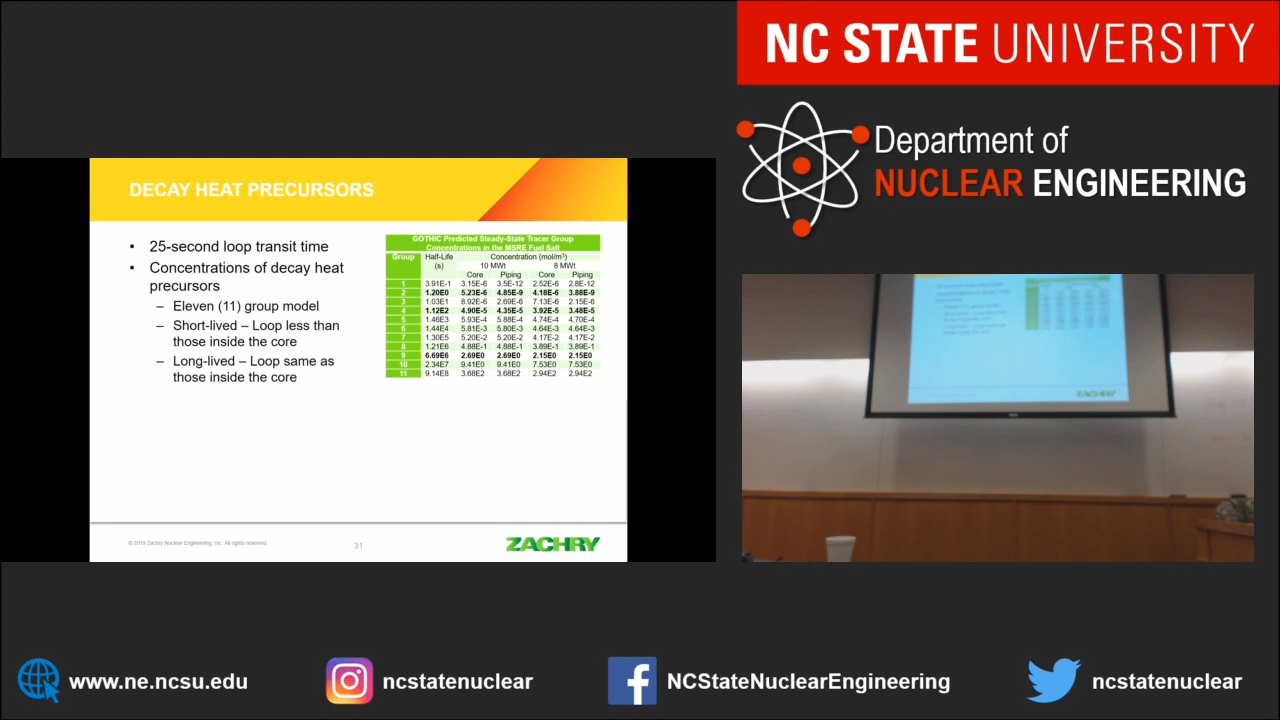 NC STATE UNIVERSITY
Department of
NUCLEAR ENGINEERING
DECAY HEAT PRECURSORS
• 25-second loop transit time
• Concentrations of decay heat
precursors
– Eleven (11) group model
– Short-lived – Loop less than
those inside the core
– Long-lived – Loop same as
those inside the core
GOTHIC Predicted Steady-State Tracer Group
Concentrations in the MSRE Fuel Salt
Group Half-Life Concentration (mol/m³)
(s) 10 MWt 8 MWt
Core Piping Core Piping
1 3.91E-1 3.15E-6 3.5E-12 2.52E-6 2.8E-12
2 1.20E0 5.23E-6 4.85E-9 4.18E-6 3.88E-9
3 1.03E1 8.92E-6 2.69E-6 7.13E-6 2.15E-6
4 1.12E2 4.90E-5 4.35E-5 3.92E-5 3.48E-5
5 1.46E3 5.93E-4 5.88E-4 4.74E-4 4.70E-4
6 1.44E4 5.81E-3 5.80E-3 4.64E-3 4.64E-3
7 1.30E5 5.20E-2 5.20E-2 4.17E-2 4.17E-2
8 1.21E6 4.88E-1 4.88E-1 3.89E-1 3.89E-1
9 6.69E6 2.69E0 2.69E0 2.15E0 2.15E0
10 2.34E7 9.41E0 9.41E0 7.53E0 7.53E0
11 9.14E8 3.68E2 3.68E2 2.94E2 2.94E2
© 2019 Zachry Nuclear Engineering, Inc. All rights reserved.
31
ZACHRY
ZACHRY
www.ne.ncsu.edu
ncstatenuclear
NCStateNuclearEngineering
ncstatenuclear